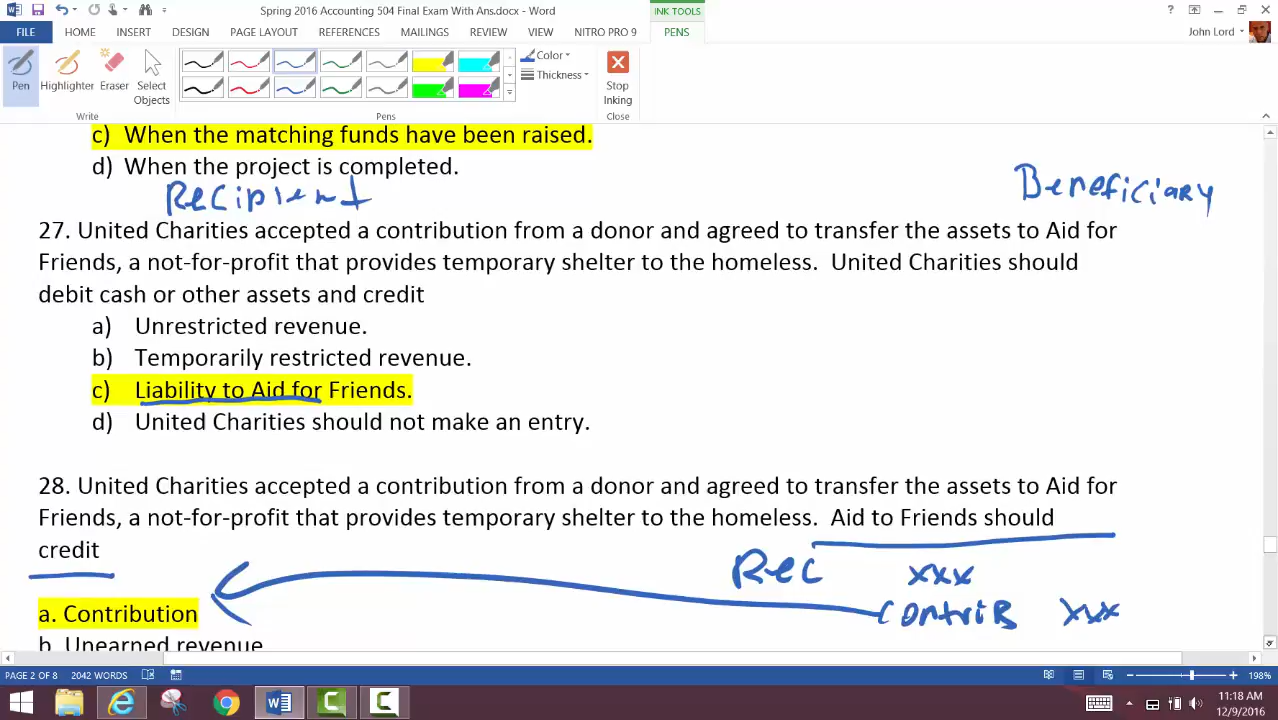 Spring 2016 Accounting 504 Final Exam With Ans.docx - Word
INK TOOLS
FILE HOME INSERT DESIGN PAGE LAYOUT REFERENCES MAILINGS REVIEW VIEW NITRO PRO 9 PENS
John Lord
Pen Highlighter Eraser Select Objects
Color
Thickness
Stop Inking
Write Pens Close
c) When the matching funds have been raised.
d) When the project is completed.
Recipient Beneficiary
27. United Charities accepted a contribution from a donor and agreed to transfer the assets to Aid for
Friends, a not-for-profit that provides temporary shelter to the homeless. United Charities should
debit cash or other assets and credit
a) Unrestricted revenue.
b) Temporarily restricted revenue.
c) Liability to Aid for Friends.
d) United Charities should not make an entry.
28. United Charities accepted a contribution from a donor and agreed to transfer the assets to Aid for
Friends, a not-for-profit that provides temporary shelter to the homeless. Aid to Friends should
credit
Rec xxx
ContriB xxx
a. Contribution
b. Unearned revenue
PAGE 2 OF 8 2042 WORDS 198%
11:18 AM
12/9/2016